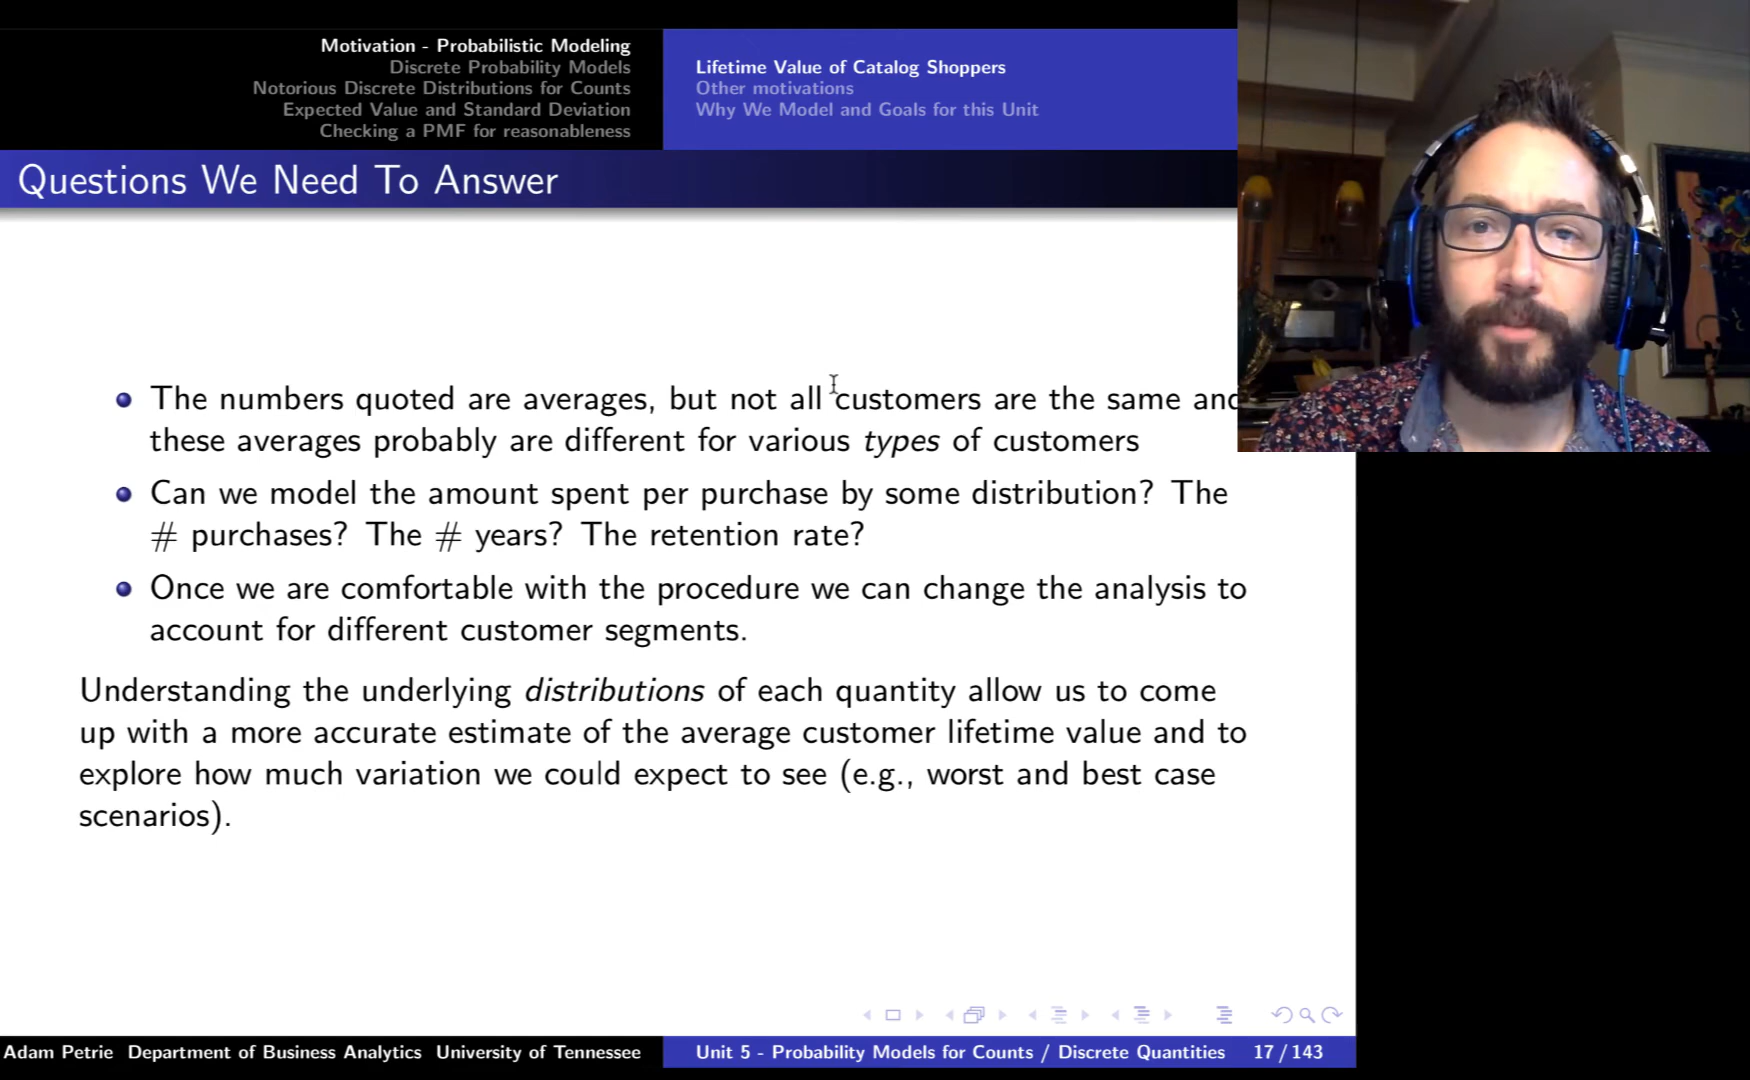 Motivation - Probabilistic Modeling
Discrete Probability Models
Notorious Discrete Distributions for Counts
Expected Value and Standard Deviation
Checking a PMF for reasonableness
Lifetime Value of Catalog Shoppers
Other motivations
Why We Model and Goals for this Unit
Questions We Need To Answer
The numbers quoted are averages, but not all customers are the same and
these averages probably are different for various types of customers
Can we model the amount spent per purchase by some distribution? The
# purchases? The # years? The retention rate?
Once we are comfortable with the procedure we can change the analysis to
account for different customer segments.
Understanding the underlying distributions of each quantity allow us to come
up with a more accurate estimate of the average customer lifetime value and to
explore how much variation we could expect to see (e.g., worst and best case
scenarios).
Adam Petrie Department of Business Analytics University of Tennessee
Unit 5 - Probability Models for Counts / Discrete Quantities 17 / 143